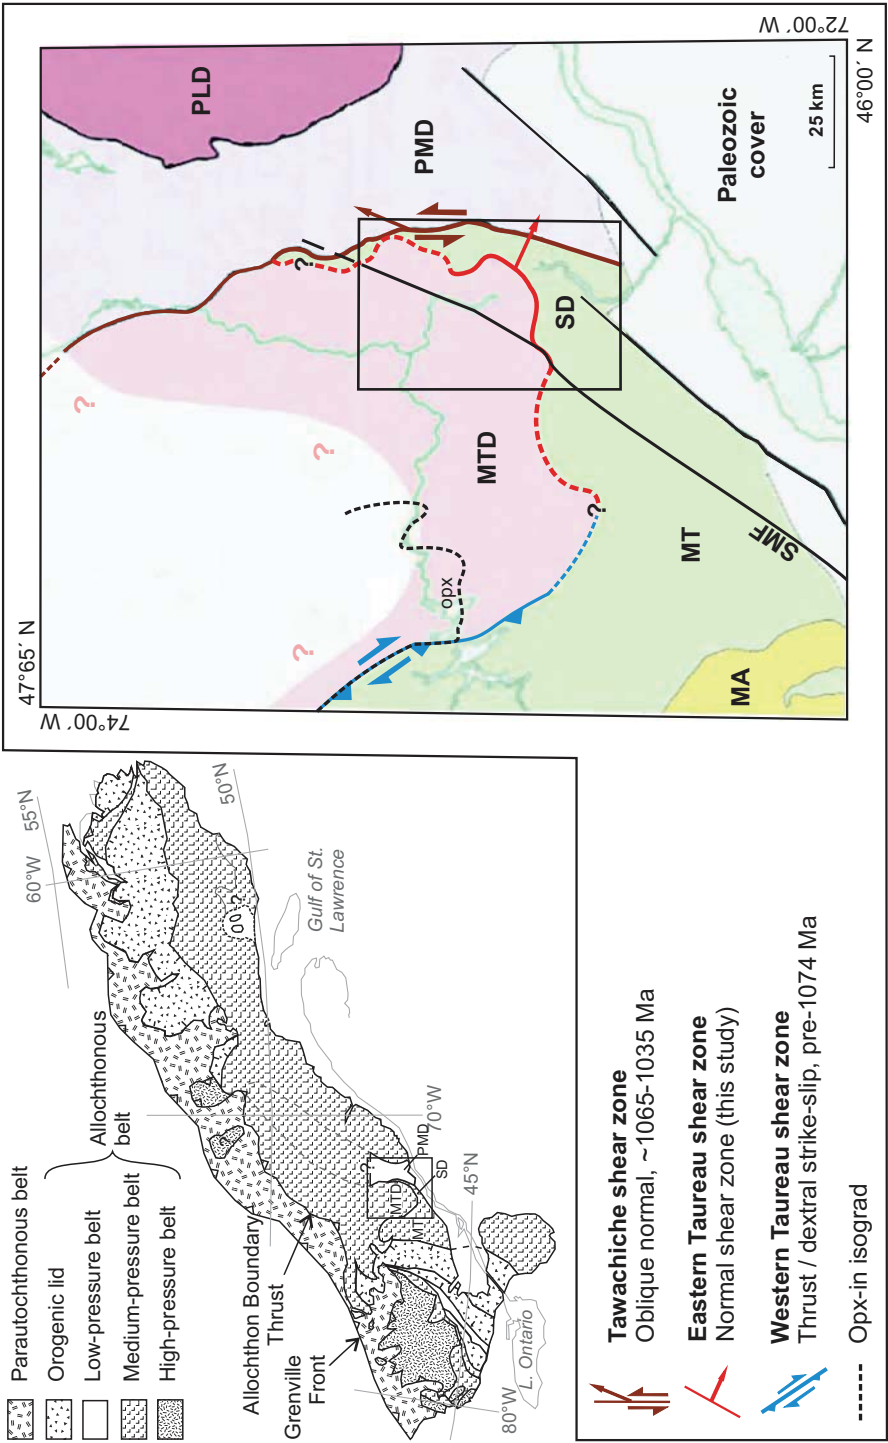 Parautochthonous belt
Orogenic lid
Low-pressure belt
Medium-pressure belt
High-pressure belt
Allochthonous
belt
Allochthon Boundary
Thrust
Grenville
Front
60°W
55°N
50°N
Gulf of St.
Lawrence
?
?
70°W
PMD
SD
MTD
MT
45°N
L. Ontario
80°W
47°65´ N
74°00´ W
72°00´ W
46°00´ N
PLD
PMD
?
?
?
?
MTD
opx
SD
?
MT
SMF
MA
Paleozoic
cover
25 km
Tawachiche shear zone
Oblique normal, ~1065-1035 Ma
Eastern Taureau shear zone
Normal shear zone (this study)
Western Taureau shear zone
Thrust / dextral strike-slip, pre-1074 Ma
Opx-in isograd